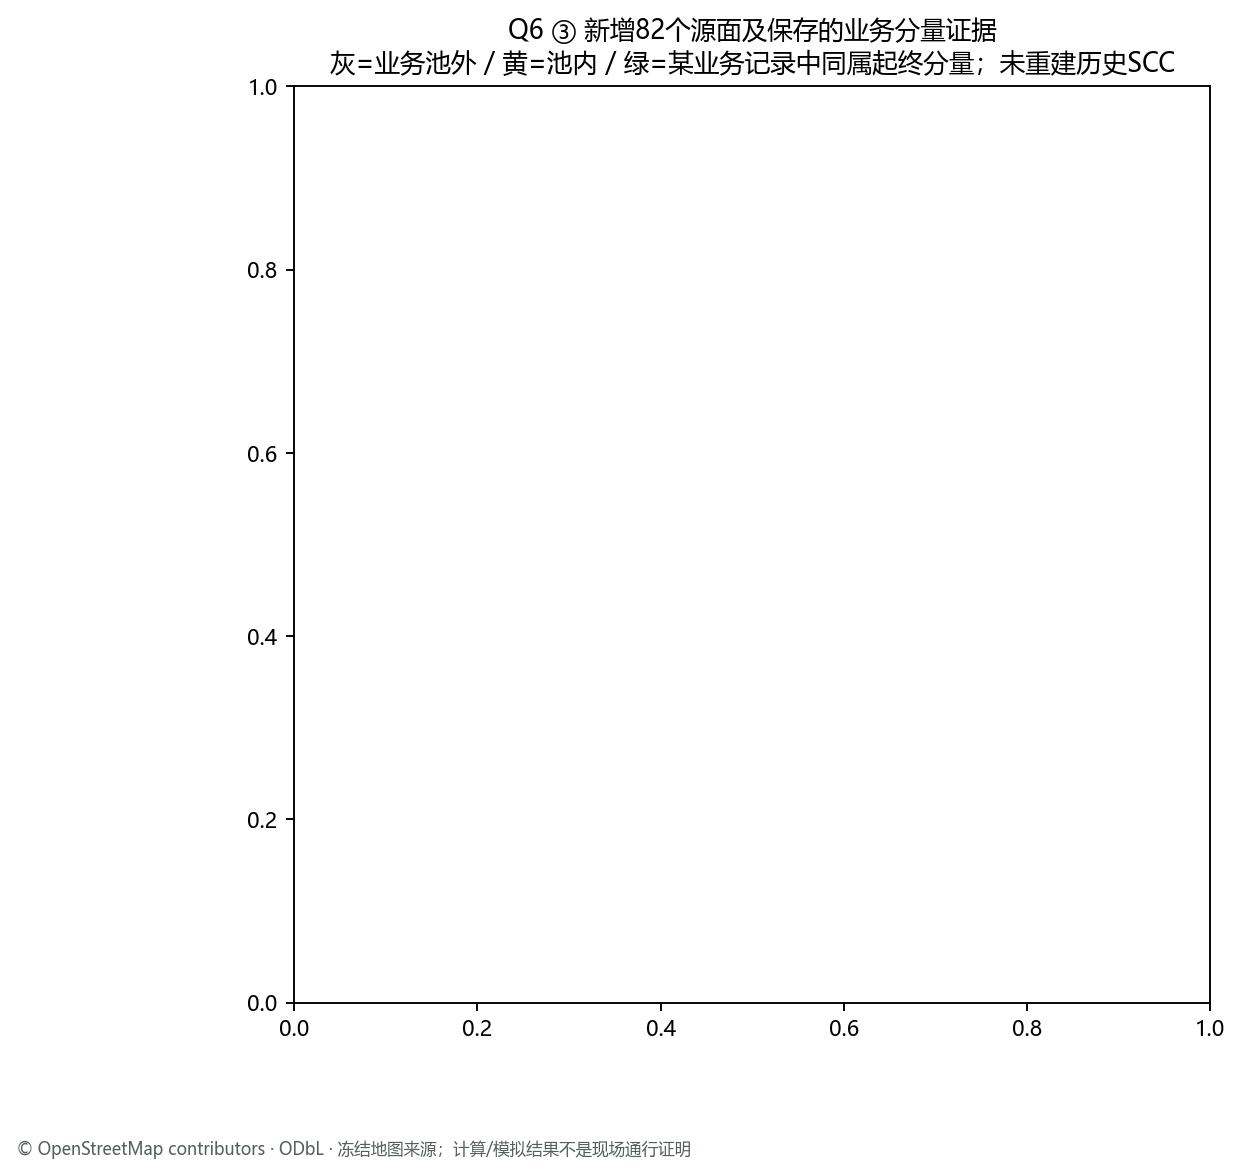 Q6 ③ 新增82个源面及保存的业务分量证据
灰=业务池外 / 黄=池内 / 绿=某业务记录中同属起终分量；未重建历史SCC
1.0
0.8
0.6
0.4
0.2
0.0
0.0 0.2 0.4 0.6 0.8 1.0
© OpenStreetMap contributors · ODbL · 冻结地图来源；计算/模拟结果不是现场通行证明